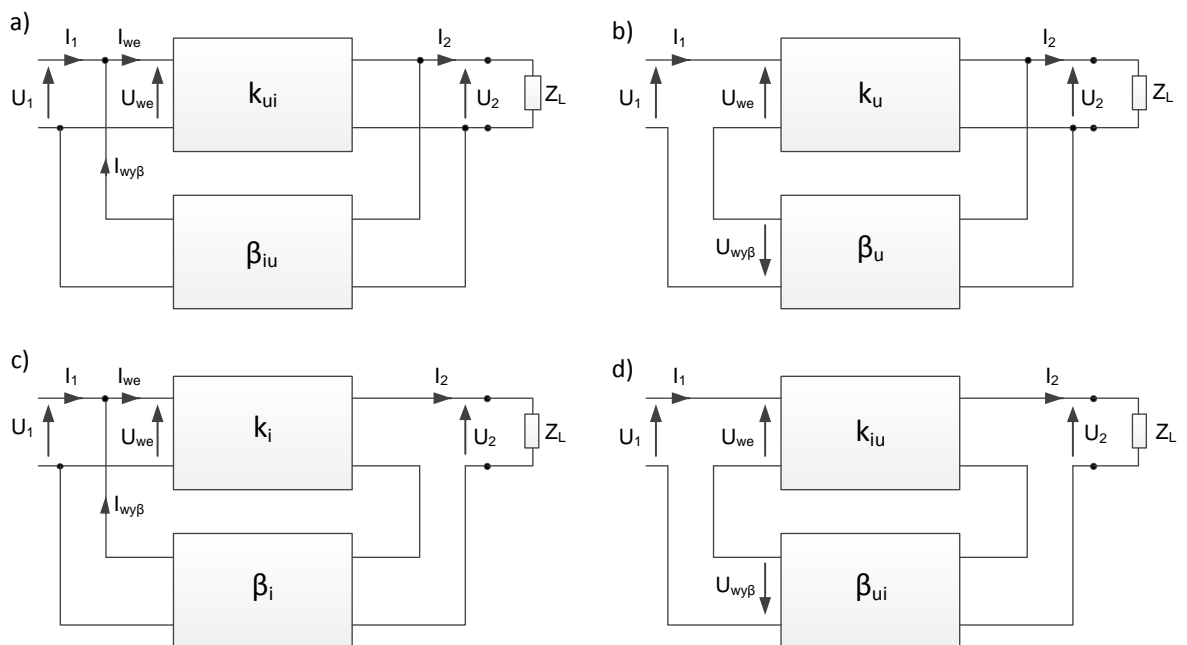 a)
I₁
Iwe
I₂
U₁
Uwe
kui
U₂
ZL
Iwyβ
βiu
b)
I₁
I₂
U₁
Uwe
ku
U₂
ZL
Uwyβ
βu
c)
I₁
Iwe
I₂
U₁
Uwe
ki
U₂
ZL
Iwyβ
βi
d)
I₁
I₂
U₁
Uwe
kiu
U₂
ZL
Uwyβ
βui